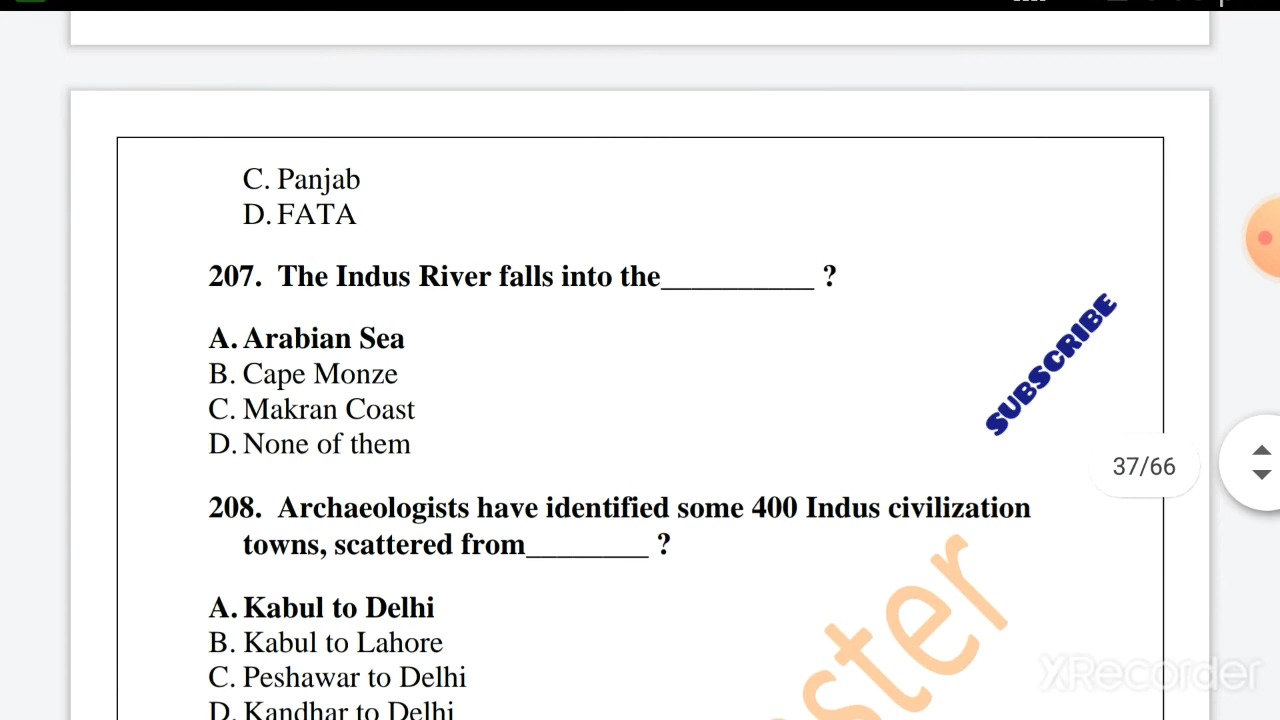 C. Panjab
D. FATA
207. The Indus River falls into the__________ ?
A. Arabian Sea
B. Cape Monze
C. Makran Coast
D. None of them
SUBSCRIBE
37/66
208. Archaeologists have identified some 400 Indus civilization
towns, scattered from________ ?
A. Kabul to Delhi
B. Kabul to Lahore
C. Peshawar to Delhi
D. Kandhar to Delhi
ster
XRecorder